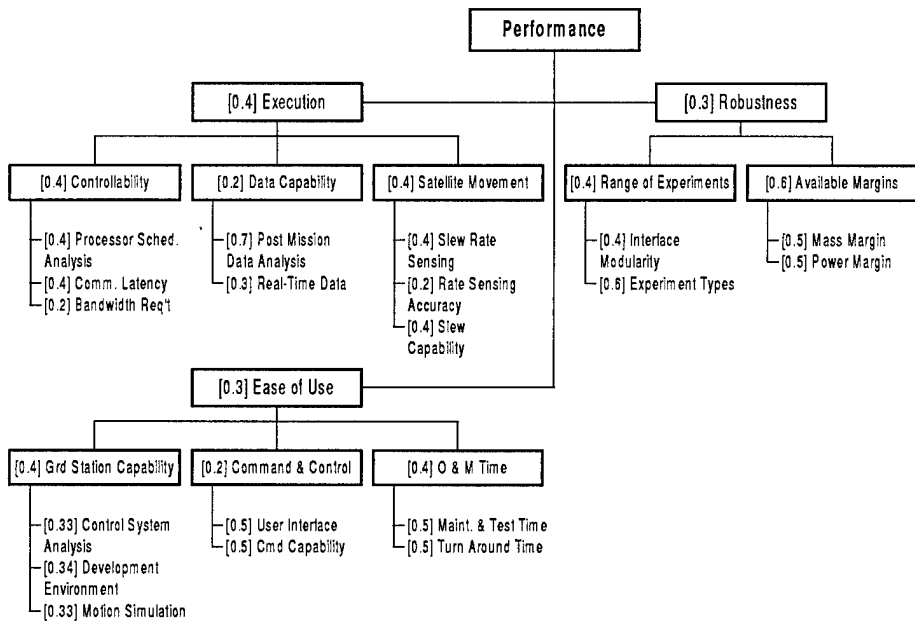 Performance
[0.4] Execution
[0.3] Robustness
[0.4] Controllability
[0.2] Data Capability
[0.4] Satellite Movement
[0.4] Range of Experiments
[0.6] Available Margins
[0.4] Processor Sched.
Analysis
[0.4] Comm. Latency
[0.2] Bandwidth Req't
[0.7] Post Mission
Data Analysis
[0.3] Real-Time Data
[0.4] Slew Rate
Sensing
[0.2] Rate Sensing
Accuracy
[0.4] Slew
Capability
[0.4] Interface
Modularity
[0.6] Experiment Types
[0.5] Mass Margin
[0.5] Power Margin
[0.3] Ease of Use
[0.4] Grd Station Capability
[0.2] Command & Control
[0.4] O & M Time
[0.33] Control System
Analysis
[0.34] Development
Environment
[0.33] Motion Simulation
[0.5] User Interface
[0.5] Cmd Capability
[0.5] Maint. & Test Time
[0.5] Turn Around Time